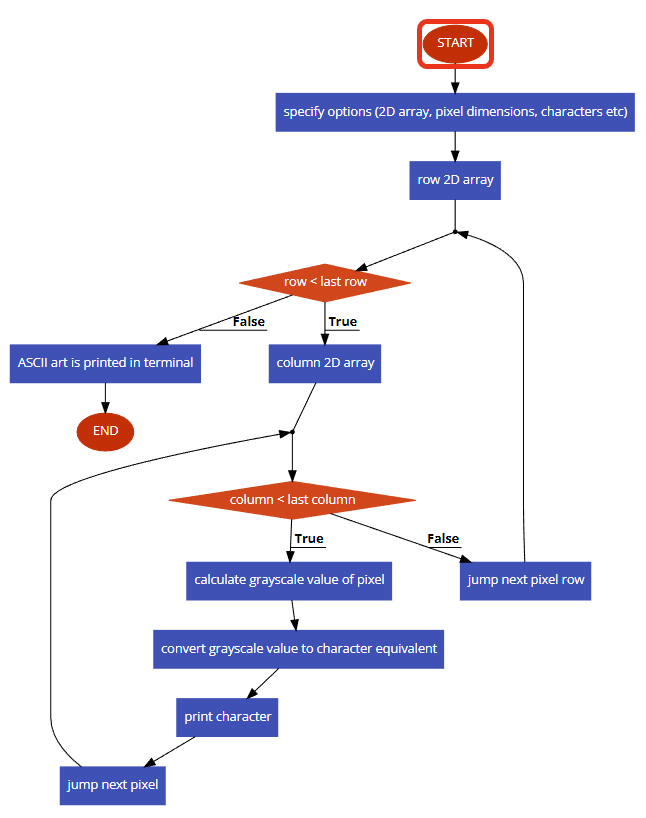 START
specify options (2D array, pixel dimensions, characters etc)
row 2D array
row < last row
False
True
ASCII art is printed in terminal
column 2D array
END
column < last column
True
False
calculate grayscale value of pixel
jump next pixel row
convert grayscale value to character equivalent
print character
jump next pixel